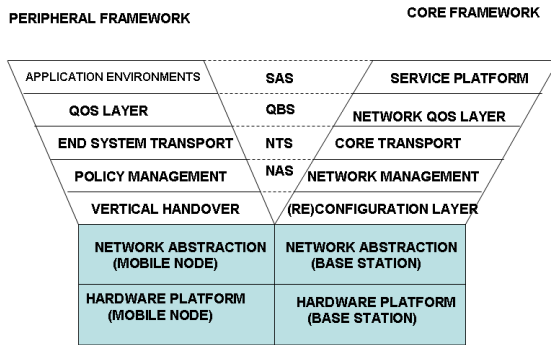 PERIPHERAL FRAMEWORK
CORE FRAMEWORK
APPLICATION ENVIRONMENTS SAS SERVICE PLATFORM
QOS LAYER QBS NETWORK QOS LAYER
END SYSTEM TRANSPORT NTS CORE TRANSPORT
POLICY MANAGEMENT NAS NETWORK MANAGEMENT
VERTICAL HANDOVER (RE)CONFIGURATION LAYER
NETWORK ABSTRACTION
(MOBILE NODE)
NETWORK ABSTRACTION
(BASE STATION)
HARDWARE PLATFORM
(MOBILE NODE)
HARDWARE PLATFORM
(BASE STATION)